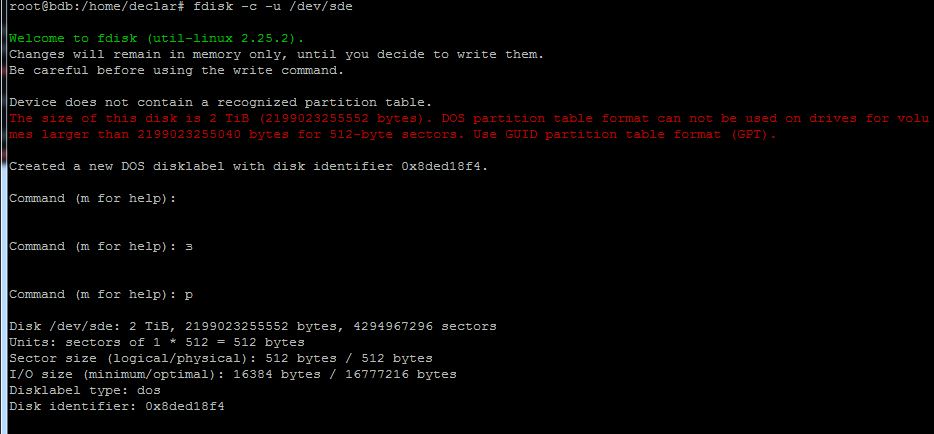 root@bdb:/home/declar# fdisk -c -u /dev/sde
Welcome to fdisk (util-linux 2.25.2).
Changes will remain in memory only, until you decide to write them.
Be careful before using the write command.
Device does not contain a recognized partition table.
The size of this disk is 2 TiB (2199023255552 bytes). DOS partition table format can not be used on drives for volu
mes larger than 2199023255040 bytes for 512-byte sectors. Use GUID partition table format (GPT).
Created a new DOS disklabel with disk identifier 0x8ded18f4.
Command (m for help):
Command (m for help): з
Command (m for help): p
Disk /dev/sde: 2 TiB, 2199023255552 bytes, 4294967296 sectors
Units: sectors of 1 * 512 = 512 bytes
Sector size (logical/physical): 512 bytes / 512 bytes
I/O size (minimum/optimal): 16384 bytes / 16777216 bytes
Disklabel type: dos
Disk identifier: 0x8ded18f4